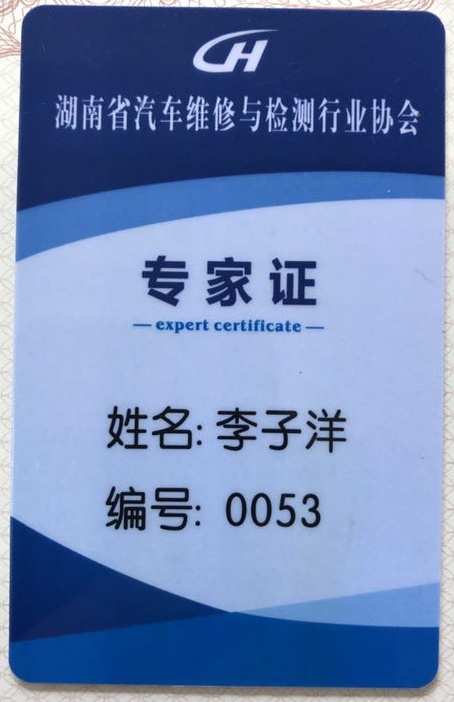 CH
湖南省汽车维修与检测行业协会
专家证
— expert certificate —
姓名: 李子洋
编号: 0053